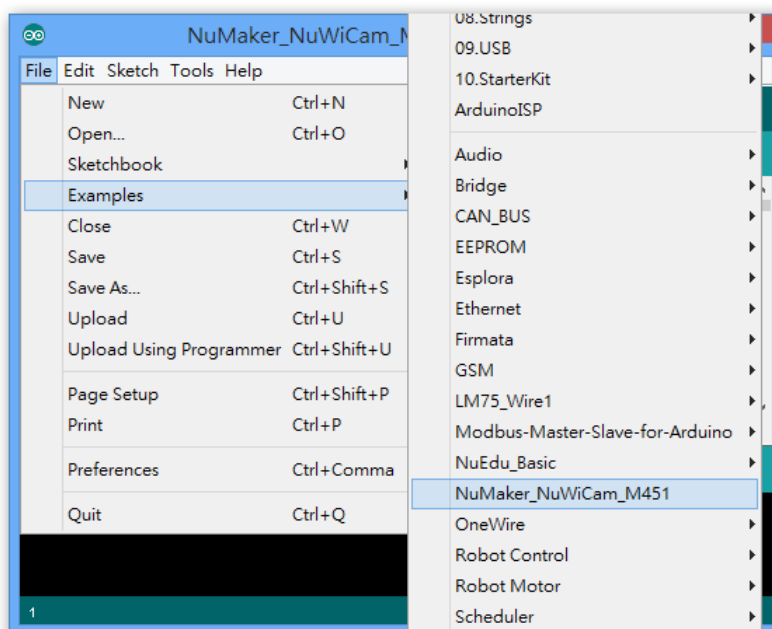 NuMaker_NuWiCam_
File Edit Sketch Tools Help
New Ctrl+N
Open... Ctrl+O
Sketchbook
Examples
Close Ctrl+W
Save Ctrl+S
Save As... Ctrl+Shift+S
Upload Ctrl+U
Upload Using Programmer Ctrl+Shift+U
Page Setup Ctrl+Shift+P
Print Ctrl+P
Preferences Ctrl+Comma
Quit Ctrl+Q
1
08.Strings
09.USB
10.StarterKit
ArduinoISP
Audio
Bridge
CAN_BUS
EEPROM
Esplora
Ethernet
Firmata
GSM
LM75_Wire1
Modbus-Master-Slave-for-Arduino
NuEdu_Basic
NuMaker_NuWiCam_M451
OneWire
Robot Control
Robot Motor
Scheduler